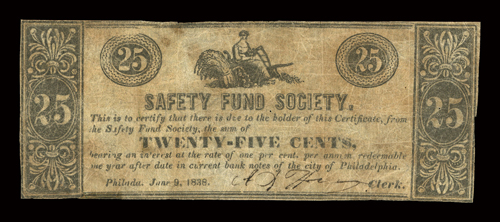 25 25
25 25
SAFETY FUND SOCIETY,
This is to certify that there is due to the holder of this Certificate, from
the Safety Fund Society, the sum of
TWENTY-FIVE CENTS,
bearing an interest at the rate of one per cent. per annum, redeemable
one year after date in current bank notes of the city of Philadelphia.
Philada. June 9, 1838. Clerk.